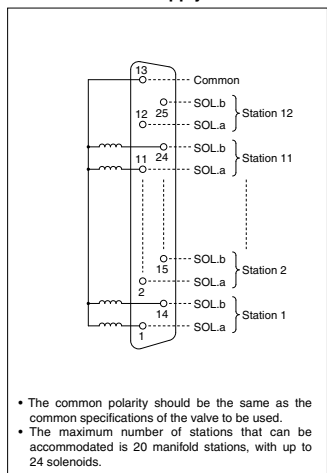 13
Common
SOL.b
12 25
Station 12
SOL.a
SOL.b
11 24
Station 11
SOL.a
SOL.b
15
Station 2
SOL.a
2
SOL.b
14
Station 1
SOL.a
1
• The common polarity should be the same as the
common specifications of the valve to be used.
• The maximum number of stations that can be
accommodated is 20 manifold stations, with up to
24 solenoids.